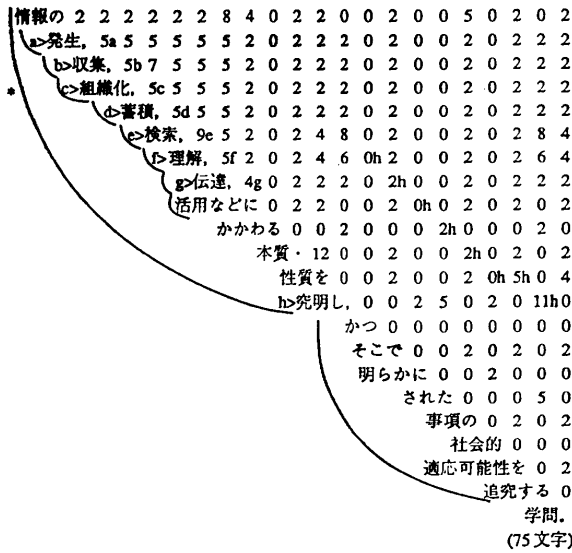 情報の 2 2 2 2 2 2 8 4 0 2 2 0 0 2 0 0 5 0 2 0 2
a>発生, 5a 5 5 5 5 5 2 0 2 2 2 0 2 0 0 2 0 2 2 2
b>収集, 5b 7 5 5 5 2 0 2 2 2 0 2 0 0 2 0 2 2 2
* c>組織化, 5c 5 5 5 2 0 2 2 2 0 2 0 0 2 0 2 2 2
d>蓄積, 5d 5 5 2 0 2 2 2 0 2 0 0 2 0 2 2 2
e>検索, 9e 5 2 0 2 4 8 0 2 0 0 2 0 2 8 4
f>理解, 5f 2 0 2 4 6 0h 2 0 0 2 0 2 6 4
g>伝達, 4g 0 2 2 2 0 2h 0 0 2 0 2 2 2
活用などに 0 2 2 0 0 2 0h 0 2 0 2 0 2
かかわる 0 0 2 0 0 0 2h 0 0 0 2 0
本質・ 12 0 0 2 0 0 2h 0 2 0 2
性質を 0 0 2 0 0 2 0h 5h 0 4
h>究明し, 0 0 2 5 0 2 0 11h 0
かつ 0 0 0 0 0 0 0 0 0
そこで 0 0 2 0 2 0 2
明らかに 0 0 2 0 0 0
された 0 0 0 5 0
事項の 0 2 0 2
社会的 0 0 0
適応可能性を 0 2
追究する 0
学問.
(75文字)